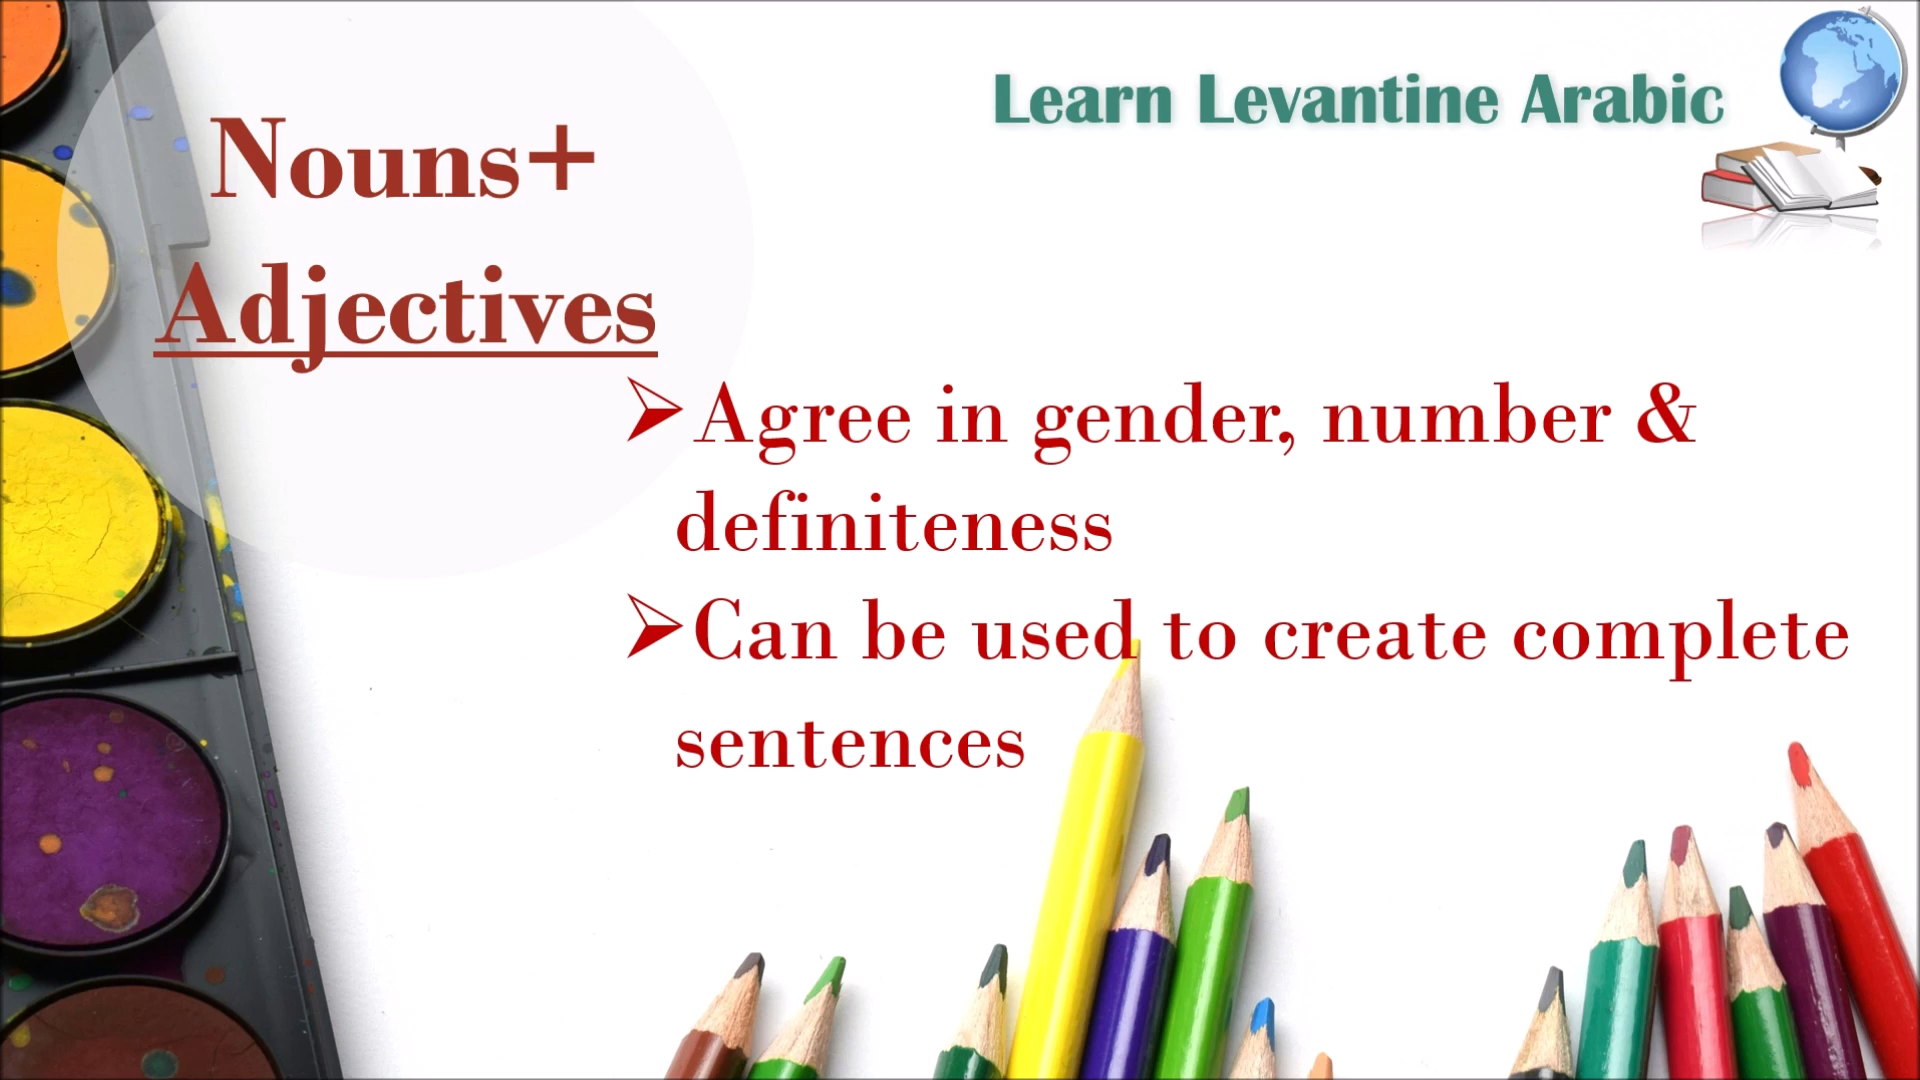 Learn Levantine Arabic
Nouns+
Adjectives
➢Agree in gender, number &
definiteness
➢Can be used to create complete
sentences